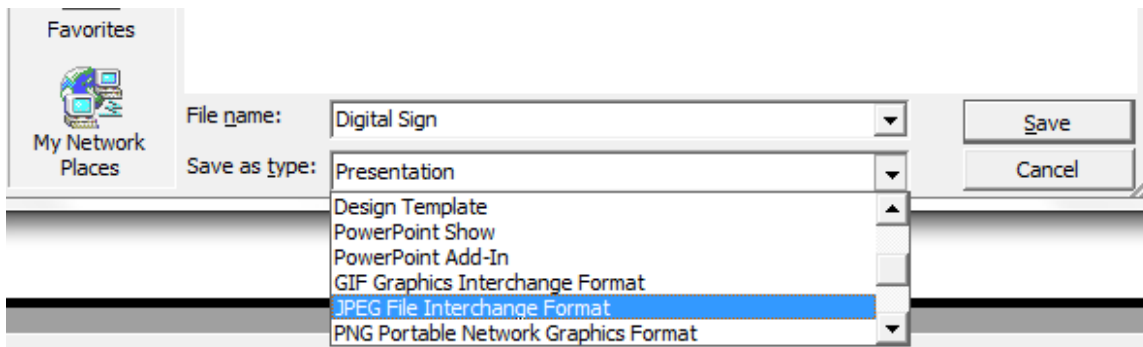 Favorites
My Network
Places
File name:
Digital Sign
Save
Save as type:
Presentation
Cancel
Design Template
PowerPoint Show
PowerPoint Add-In
GIF Graphics Interchange Format
JPEG File Interchange Format
PNG Portable Network Graphics Format